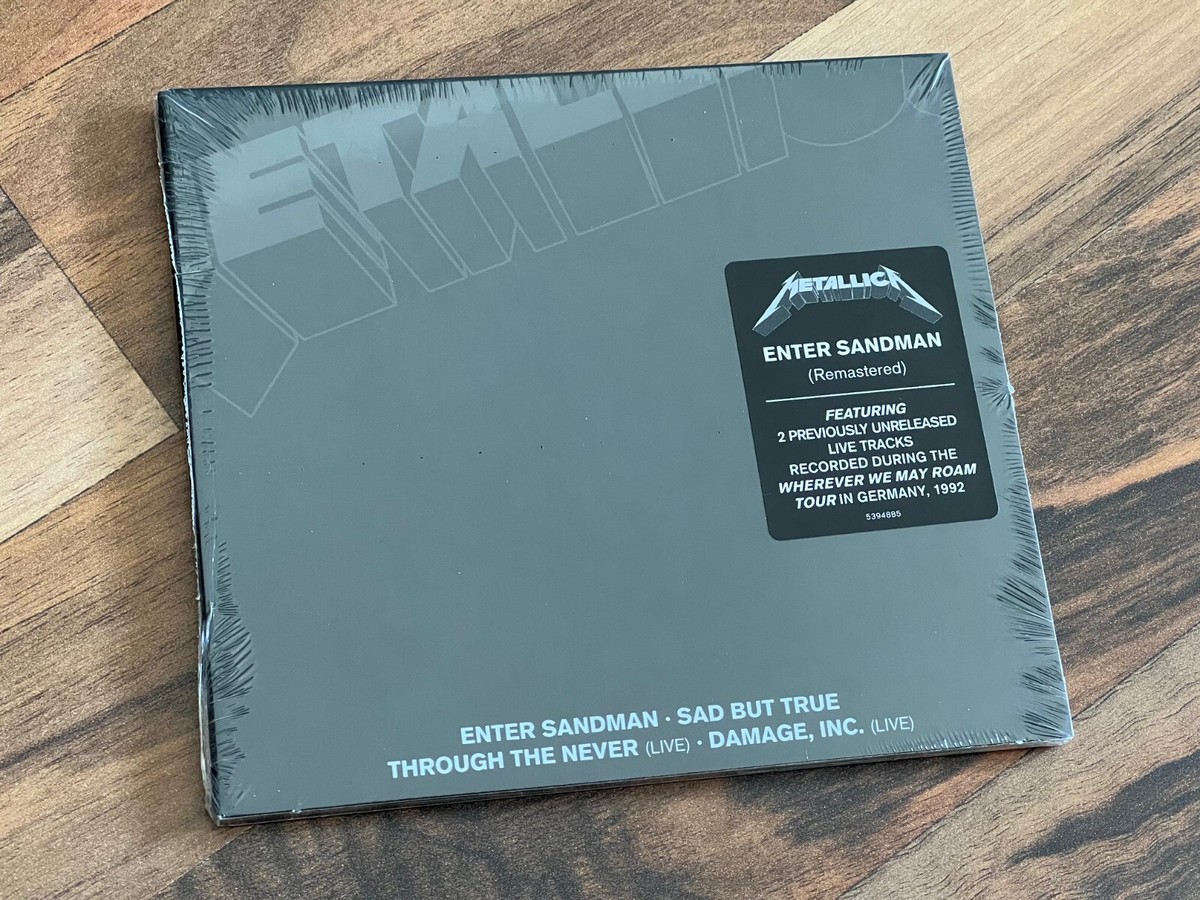 ETALLIC
METALLICA
ENTER SANDMAN
(Remastered)
FEATURING
2 PREVIOUSLY UNRELEASED
LIVE TRACKS
RECORDED DURING THE
WHEREVER WE MAY ROAM
TOUR IN GERMANY, 1992
5394885
ENTER SANDMAN · SAD BUT TRUE
THROUGH THE NEVER (LIVE) · DAMAGE, INC. (LIVE)